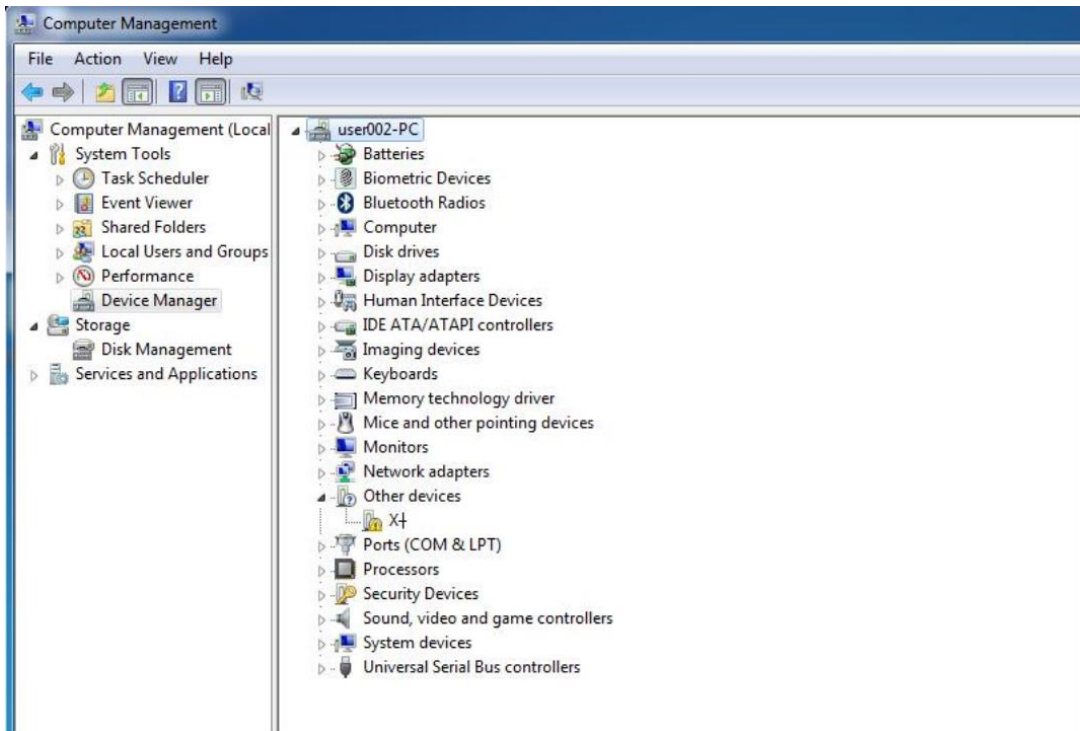 Computer Management
File Action View Help
Computer Management (Local
System Tools
Task Scheduler
Event Viewer
Shared Folders
Local Users and Groups
Performance
Device Manager
Storage
Disk Management
Services and Applications
user002-PC
Batteries
Biometric Devices
Bluetooth Radios
Computer
Disk drives
Display adapters
Human Interface Devices
IDE ATA/ATAPI controllers
Imaging devices
Keyboards
Memory technology driver
Mice and other pointing devices
Monitors
Network adapters
Other devices
X┼
Ports (COM & LPT)
Processors
Security Devices
Sound, video and game controllers
System devices
Universal Serial Bus controllers